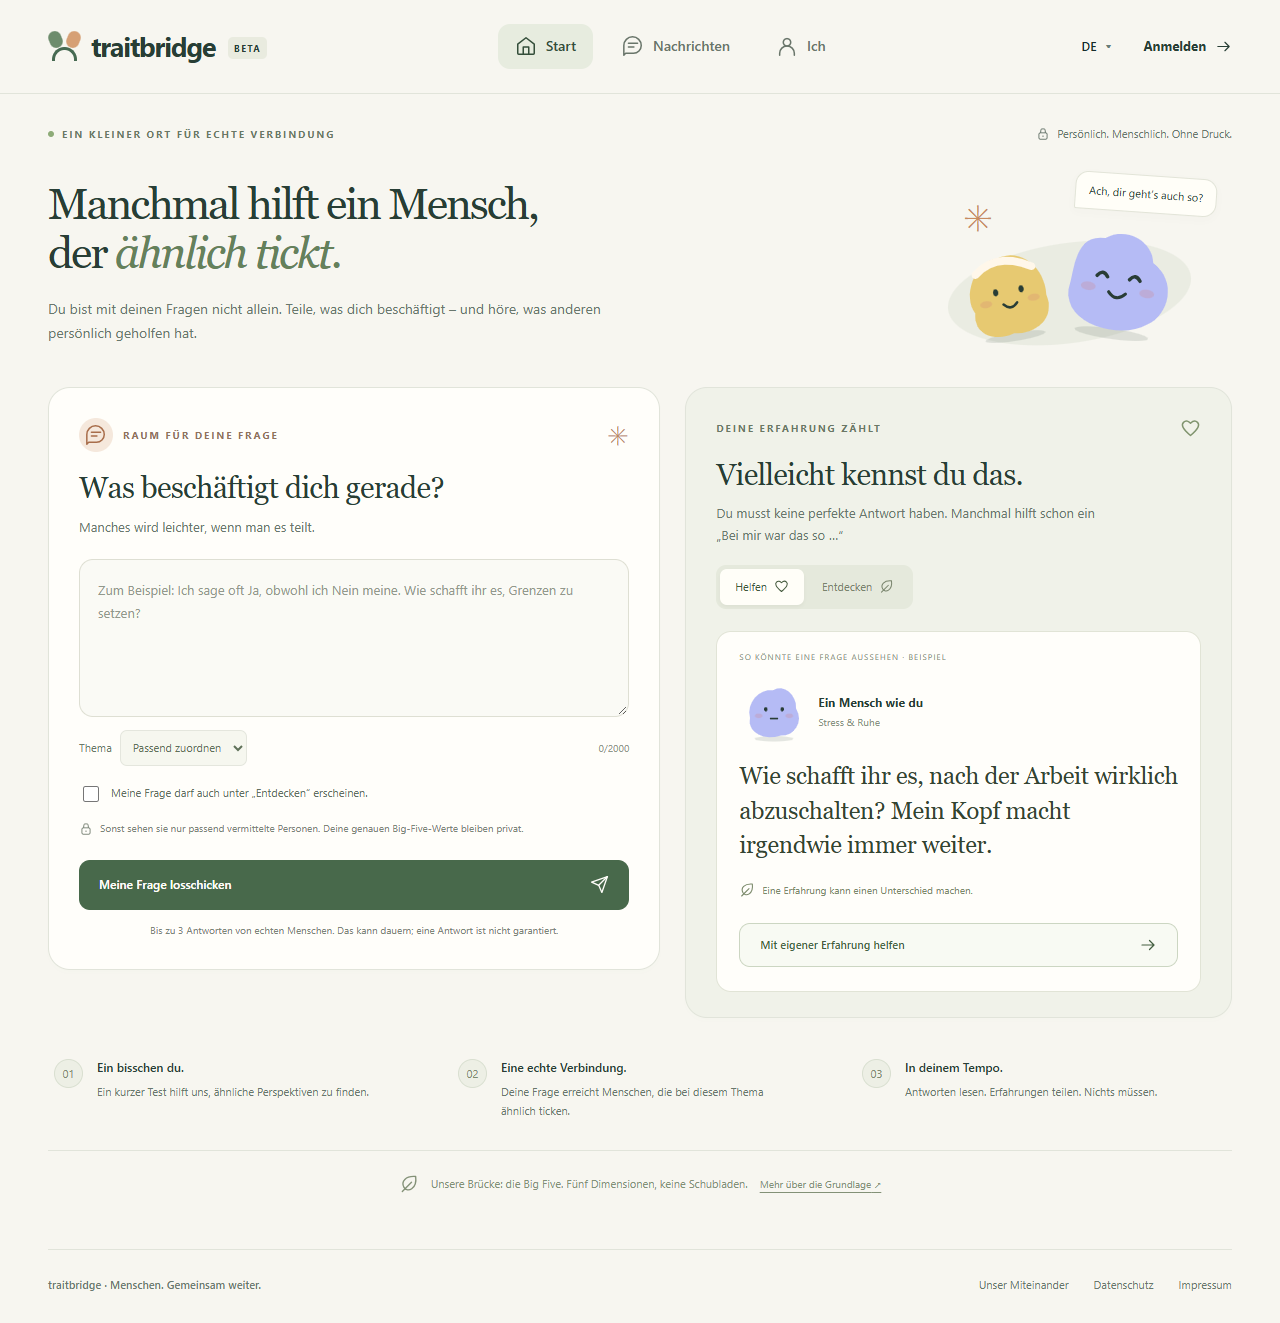 traitbridge BETA
Start
Nachrichten
Ich
DE
Anmelden
EIN KLEINER ORT FÜR ECHTE VERBINDUNG
Persönlich. Menschlich. Ohne Druck.
Manchmal hilft ein Mensch,
der ähnlich tickt.
Ach, dir geht's auch so?
Du bist mit deinen Fragen nicht allein. Teile, was dich beschäftigt – und höre, was anderen
persönlich geholfen hat.
RAUM FÜR DEINE FRAGE
Was beschäftigt dich gerade?
Manches wird leichter, wenn man es teilt.
Zum Beispiel: Ich sage oft Ja, obwohl ich Nein meine. Wie schafft ihr es, Grenzen zu
setzen?
Thema
Passend zuordnen
0/2000
Meine Frage darf auch unter „Entdecken“ erscheinen.
Sonst sehen sie nur passend vermittelte Personen. Deine genauen Big-Five-Werte bleiben privat.
Meine Frage losschicken
Bis zu 3 Antworten von echten Menschen. Das kann dauern; eine Antwort ist nicht garantiert.
DEINE ERFAHRUNG ZÄHLT
Vielleicht kennst du das.
Du musst keine perfekte Antwort haben. Manchmal hilft schon ein
„Bei mir war das so …“
Helfen
Entdecken
SO KÖNNTE EINE FRAGE AUSSEHEN · BEISPIEL
Ein Mensch wie du
Stress & Ruhe
Wie schafft ihr es, nach der Arbeit wirklich
abzuschalten? Mein Kopf macht
irgendwie immer weiter.
Eine Erfahrung kann einen Unterschied machen.
Mit eigener Erfahrung helfen
01
Ein bisschen du.
Ein kurzer Test hilft uns, ähnliche Perspektiven zu finden.
02
Eine echte Verbindung.
Deine Frage erreicht Menschen, die bei diesem Thema
ähnlich ticken.
03
In deinem Tempo.
Antworten lesen. Erfahrungen teilen. Nichts müssen.
Unsere Brücke: die Big Five. Fünf Dimensionen, keine Schubladen.
Mehr über die Grundlage ↗
traitbridge · Menschen. Gemeinsam weiter.
Unser Miteinander
Datenschutz
Impressum